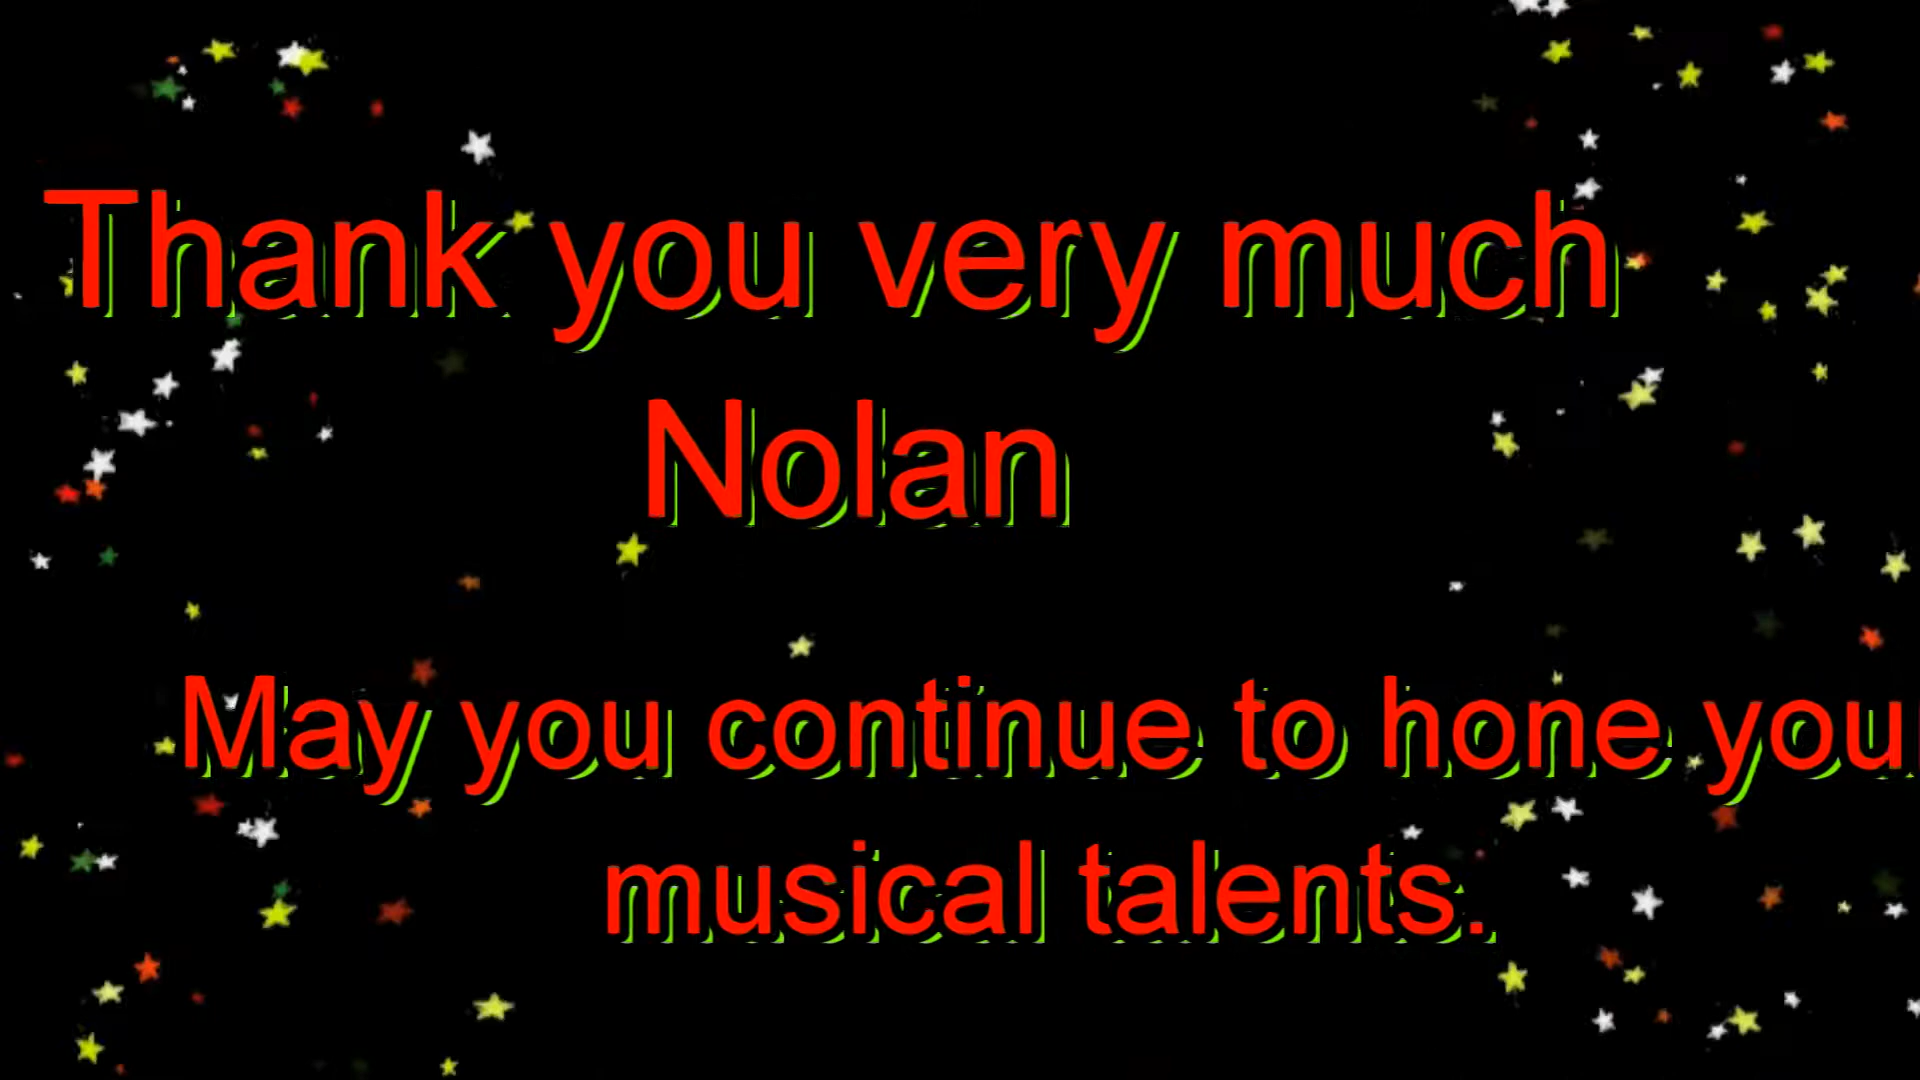 Thank you very much
Nolan
May you continue to hone you
musical talents.